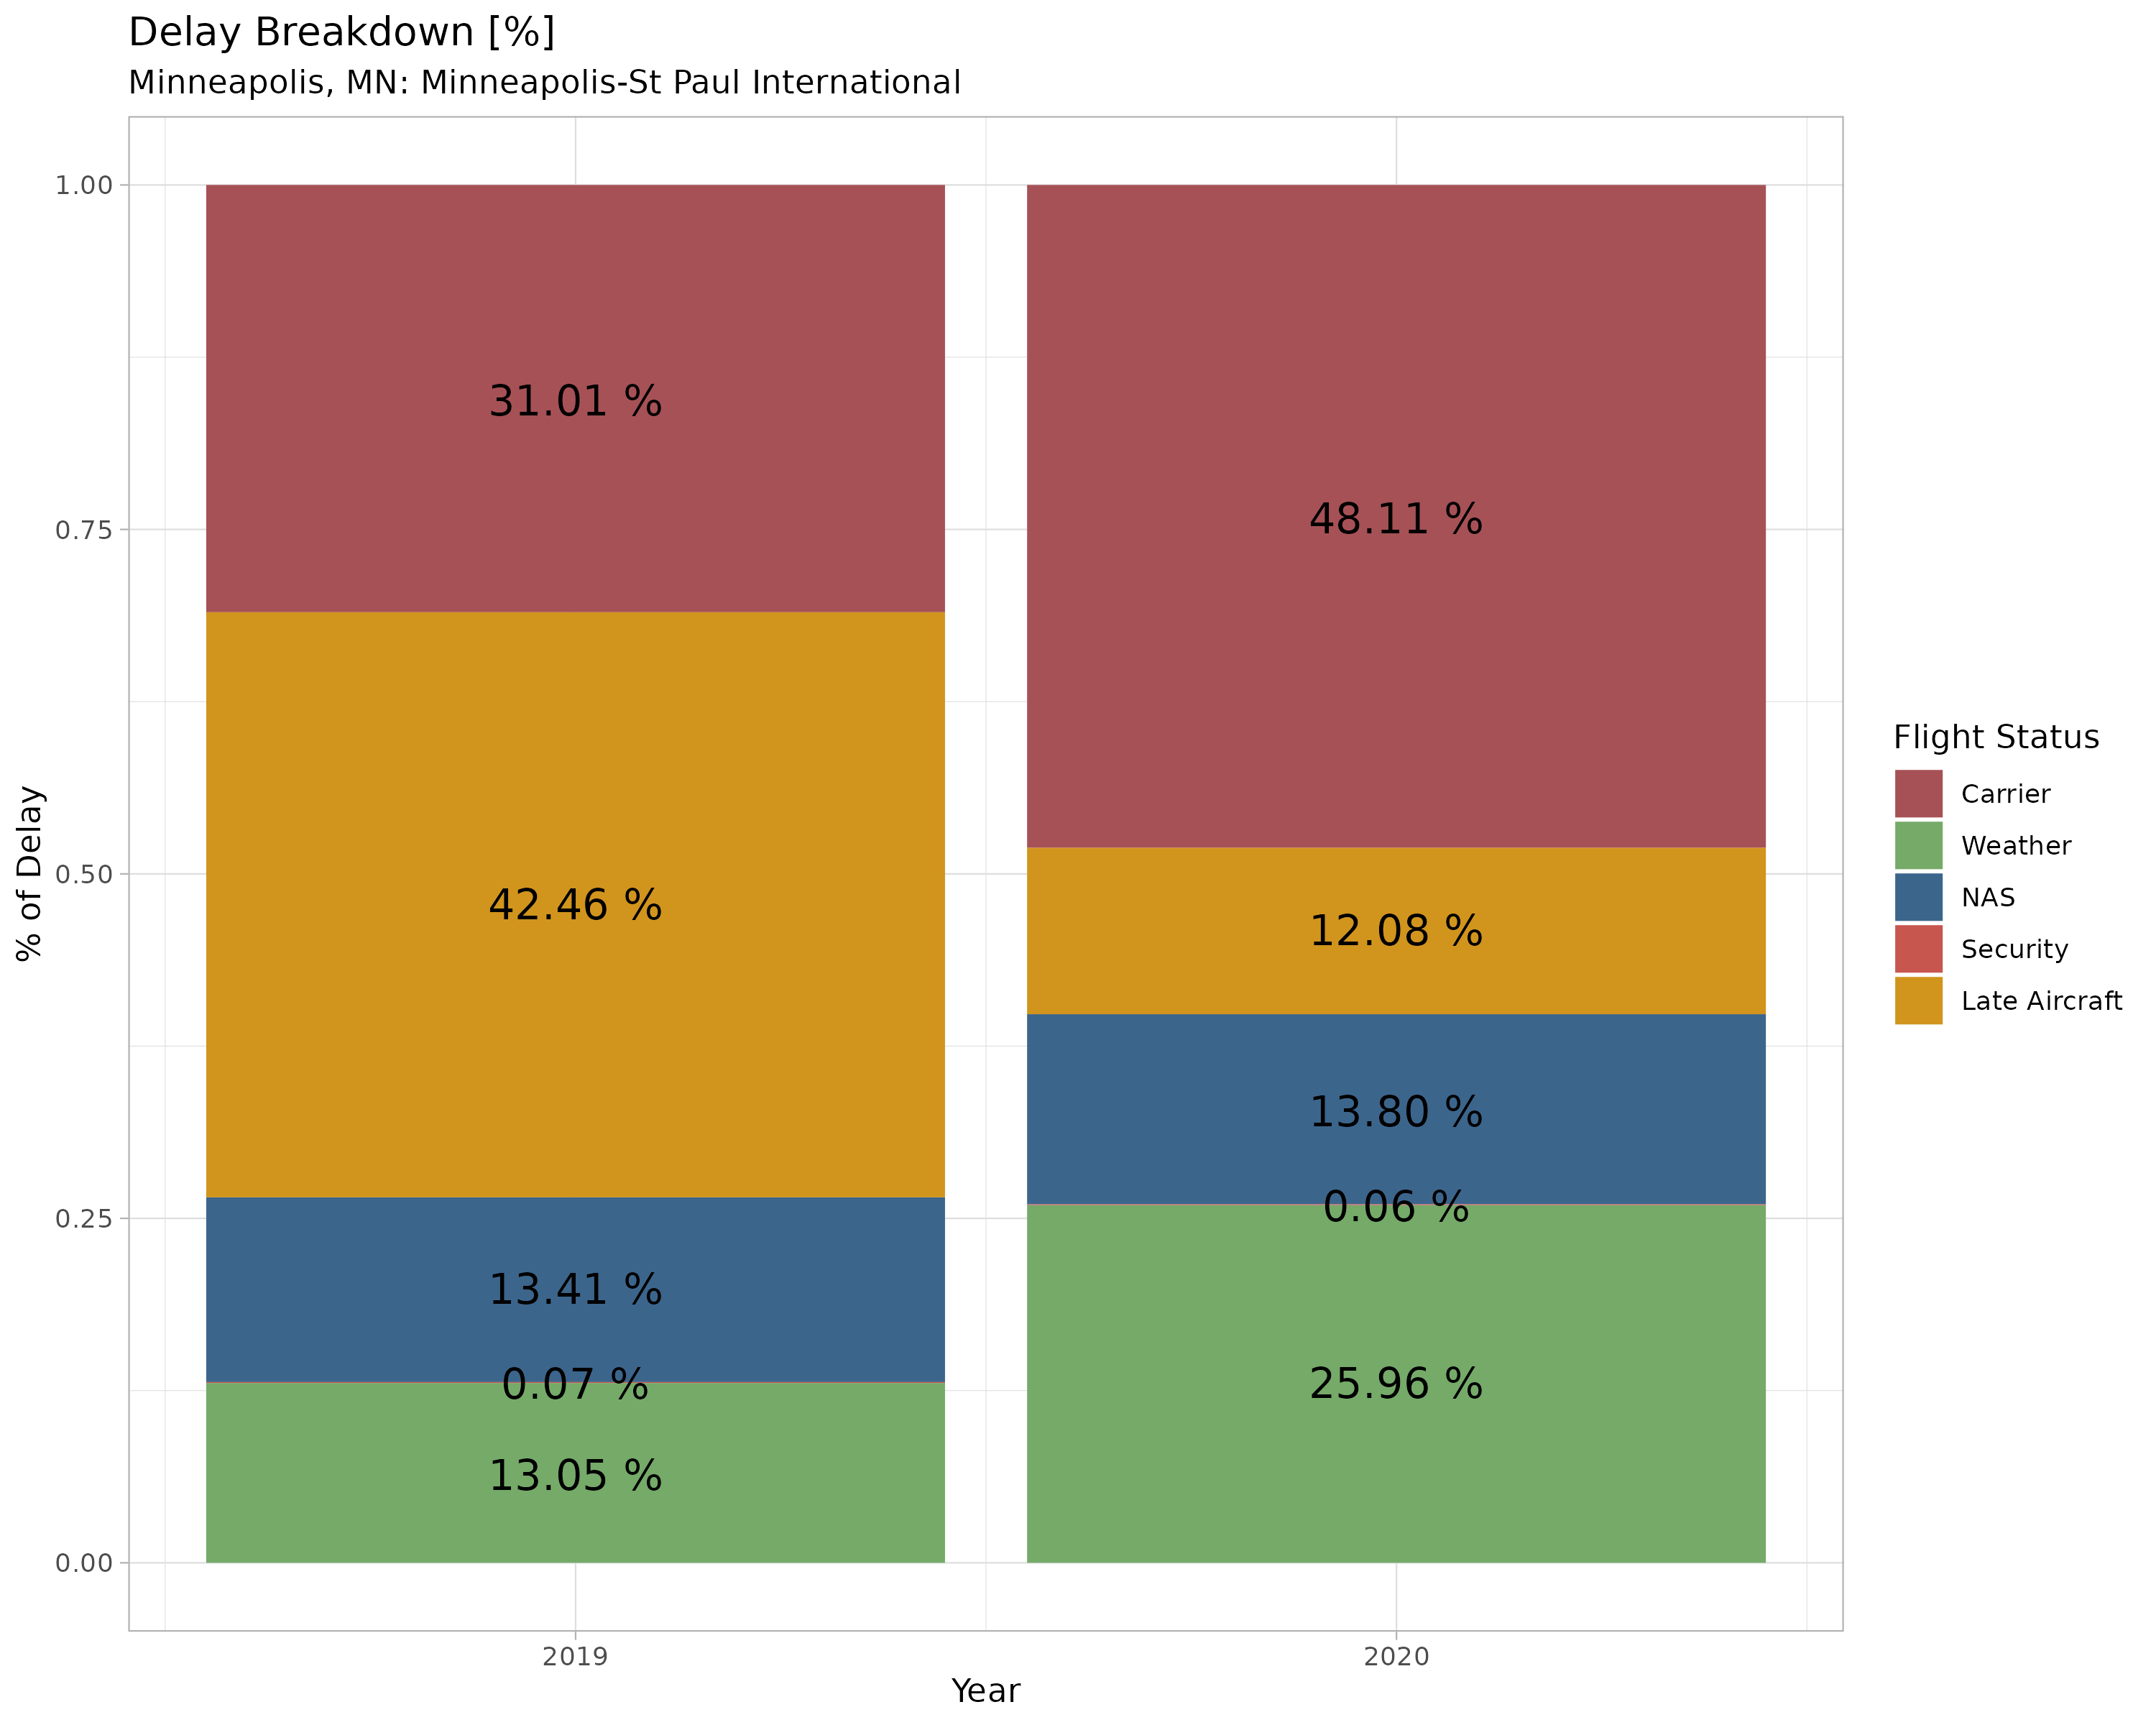 Delay Breakdown [%]
Minneapolis, MN: Minneapolis-St Paul International
% of Delay
1.00
0.75
0.50
0.25
0.00
31.01 %
42.46 %
13.41 %
0.07 %
13.05 %
48.11 %
12.08 %
13.80 %
0.06 %
25.96 %
2019
2020
Year
Flight Status
Carrier
Weather
NAS
Security
Late Aircraft